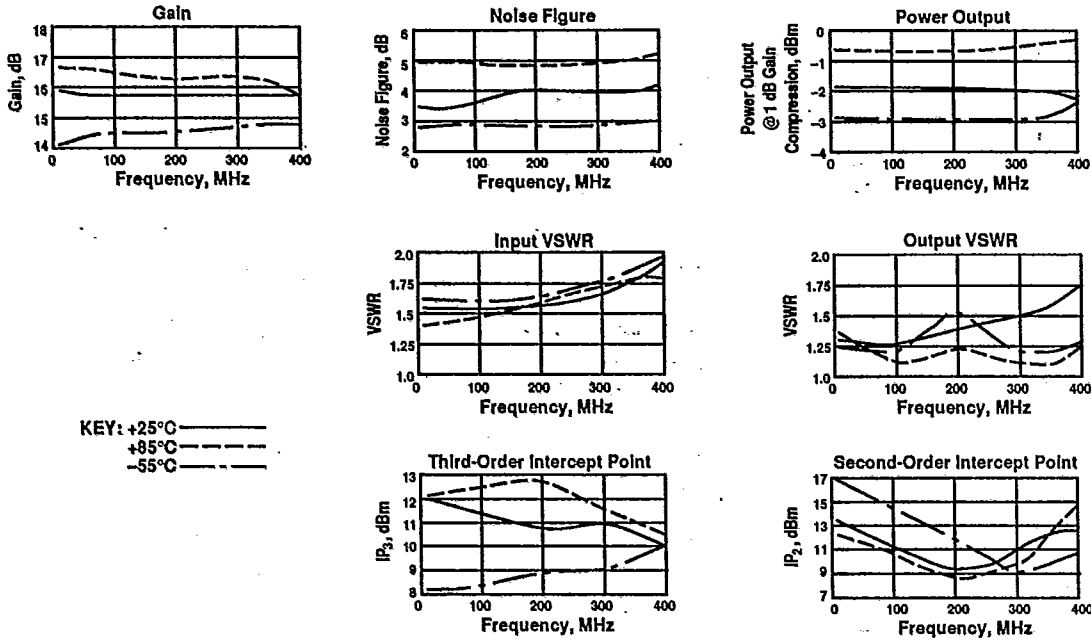 Gain
18
17
16
15
14
Gain, dB
0 100 200 300 400
Frequency, MHz
Noise Figure
6
5
4
3
2
Noise Figure, dB
0 100 200 300 400
Frequency, MHz
Power Output
0
–1
–2
–3
–4
Power Output
@ 1 dB Gain
Compression, dBm
0 100 200 300 400
Frequency, MHz
Input VSWR
2.0
1.75
1.5
1.25
1.0
VSWR
0 100 200 300 400
Frequency, MHz
Output VSWR
2.0
1.75
1.5
1.25
1.0
VSWR
0 100 200 300 400
Frequency, MHz
KEY: +25°C
+85°C
–55°C
Third-Order Intercept Point
13
12
11
10
9
8
IP3, dBm
0 100 200 300 400
Frequency, MHz
Second-Order Intercept Point
17
15
13
11
9
7
IP2, dBm
0 100 200 300 400
Frequency, MHz